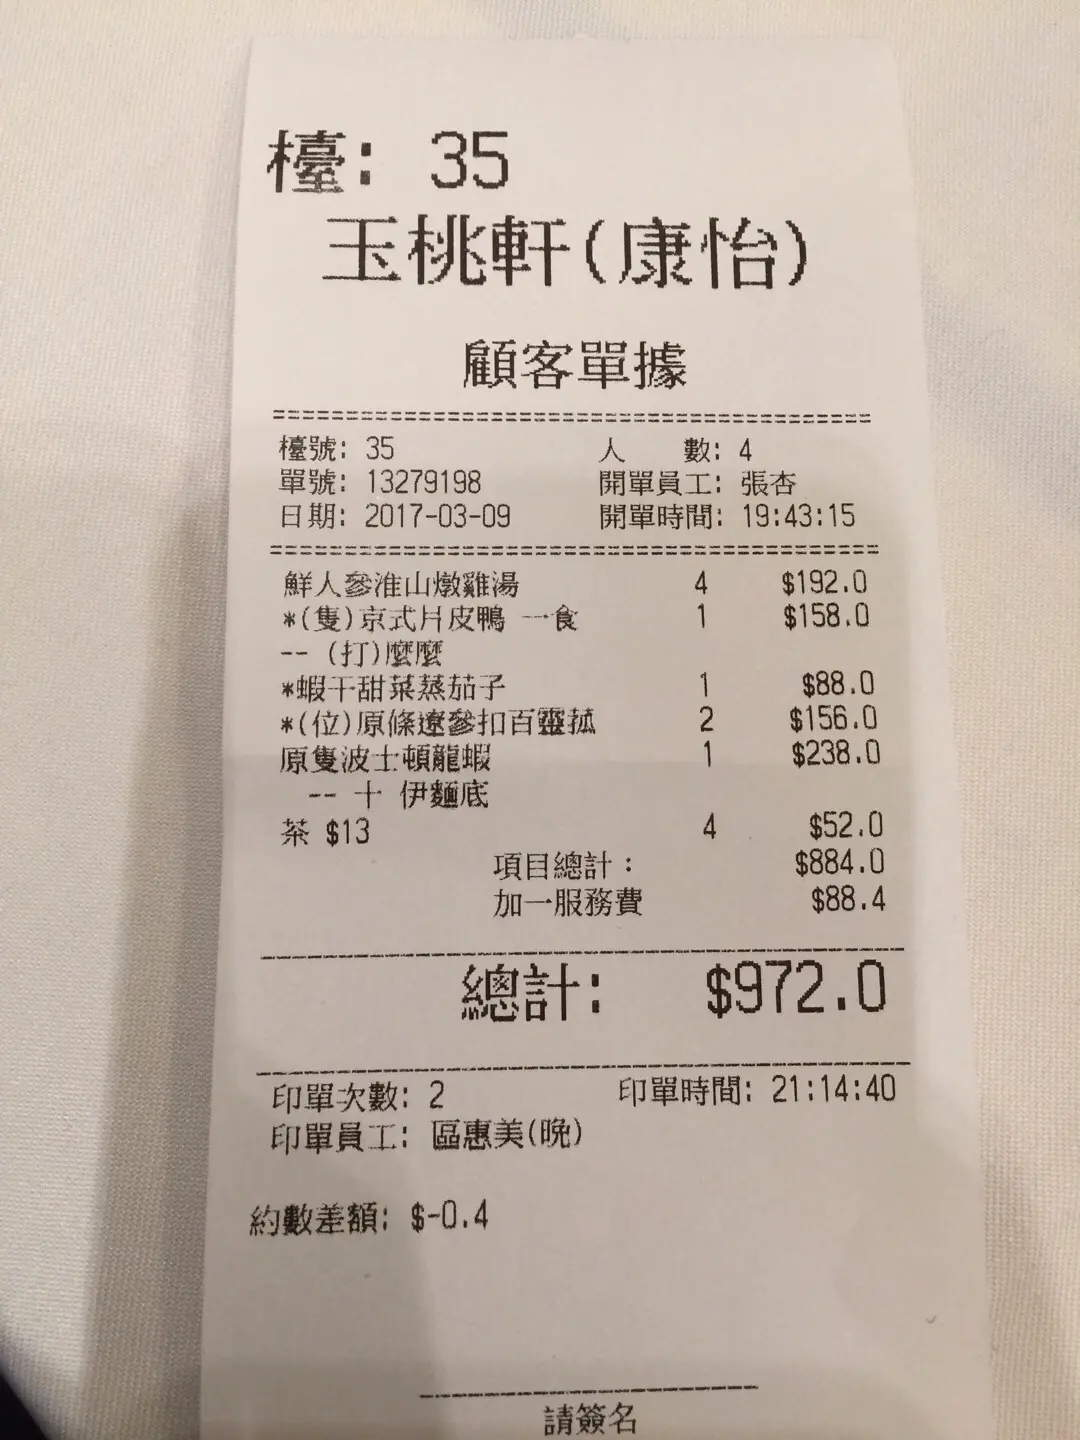 檯: 35
玉桃軒(康怡)
顧客單據
檯號: 35 人 數: 4
單號: 13279198 開單員工: 張杏
日期: 2017-03-09 開單時間: 19:43:15
鮮人參淮山燉雞湯 4 $192.0
*(隻)京式片皮鴨 一食 1 $158.0
-- (打)麼麼
*蝦干甜菜蒸茄子 1 $88.0
*(位)原條遼參扣百靈菰 2 $156.0
原隻波士頓龍蝦 1 $238.0
-- 十 伊麵底
茶 $13 4 $52.0
項目總計: $884.0
加一服務費 $88.4
總計: $972.0
印單次數: 2 印單時間: 21:14:40
印單員工: 區惠美(晚)
約數差額: $-0.4
請簽名